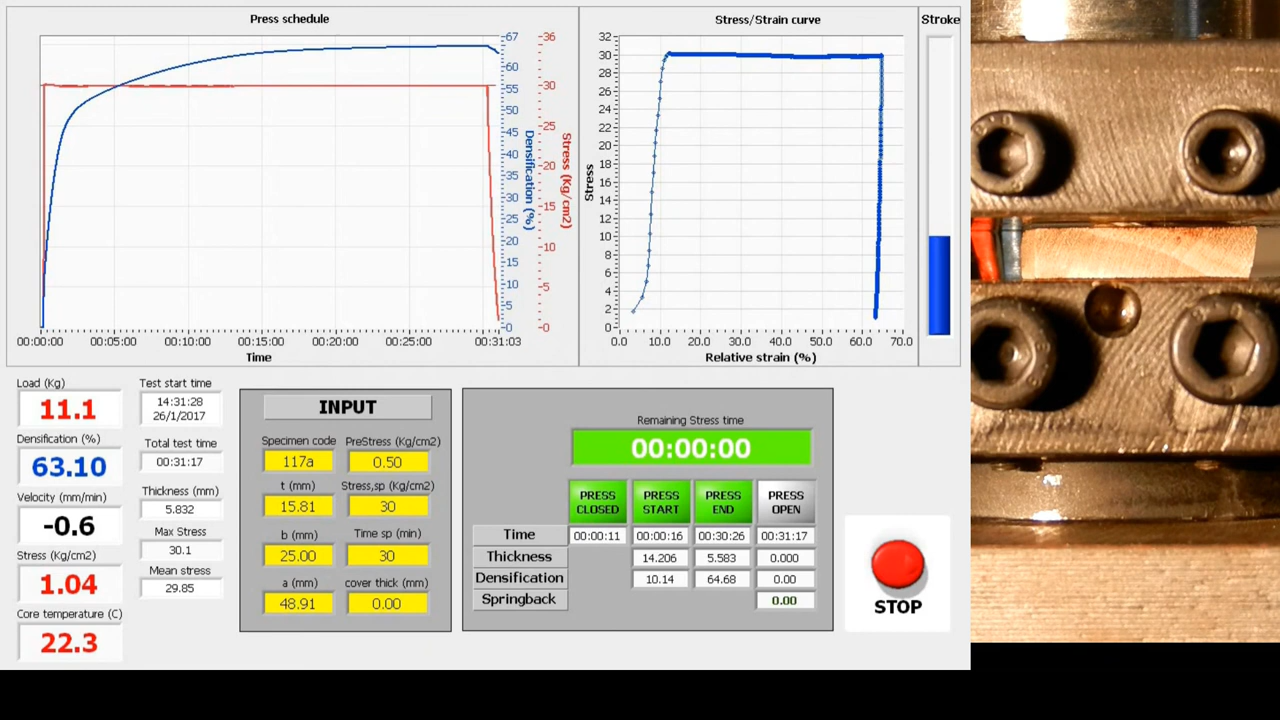 Press schedule
Stress/Strain curve
Stroke
67
60
55
50
45
40
35
30
25
20
15
10
5
0
Densification (%)
36
30
25
20
15
10
5
0
Stress (Kg/cm2)
00:00:00 00:05:00 00:10:00 00:15:00 00:20:00 00:25:00 00:31:03
Time
32
30
28
26
24
22
20
18
16
14
12
10
8
6
4
2
0
Stress
0.0 10.0 20.0 30.0 40.0 50.0 60.0 70.0
Relative strain (%)
Load (Kg)
11.1
Densification (%)
63.10
Velocity (mm/min)
-0.6
Stress (Kg/cm2)
1.04
Core temperature (C)
22.3
Test start time
14:31:28
26/1/2017
Total test time
00:31:17
Thickness (mm)
5.832
Max Stress
30.1
Mean stress
29.85
INPUT
Specimen code PreStress (Kg/cm2)
117a 0.50
t (mm) Stress,sp (Kg/cm2)
15.81 30
b (mm) Time sp (min)
25.00 30
a (mm) cover thick (mm)
48.91 0.00
Remaining Stress time
00:00:00
PRESS CLOSED PRESS START PRESS END PRESS OPEN
Time 00:00:11 00:00:16 00:30:26 00:31:17
Thickness 14.206 5.583 0.000
Densification 10.14 64.68 0.00
Springback 0.00
STOP